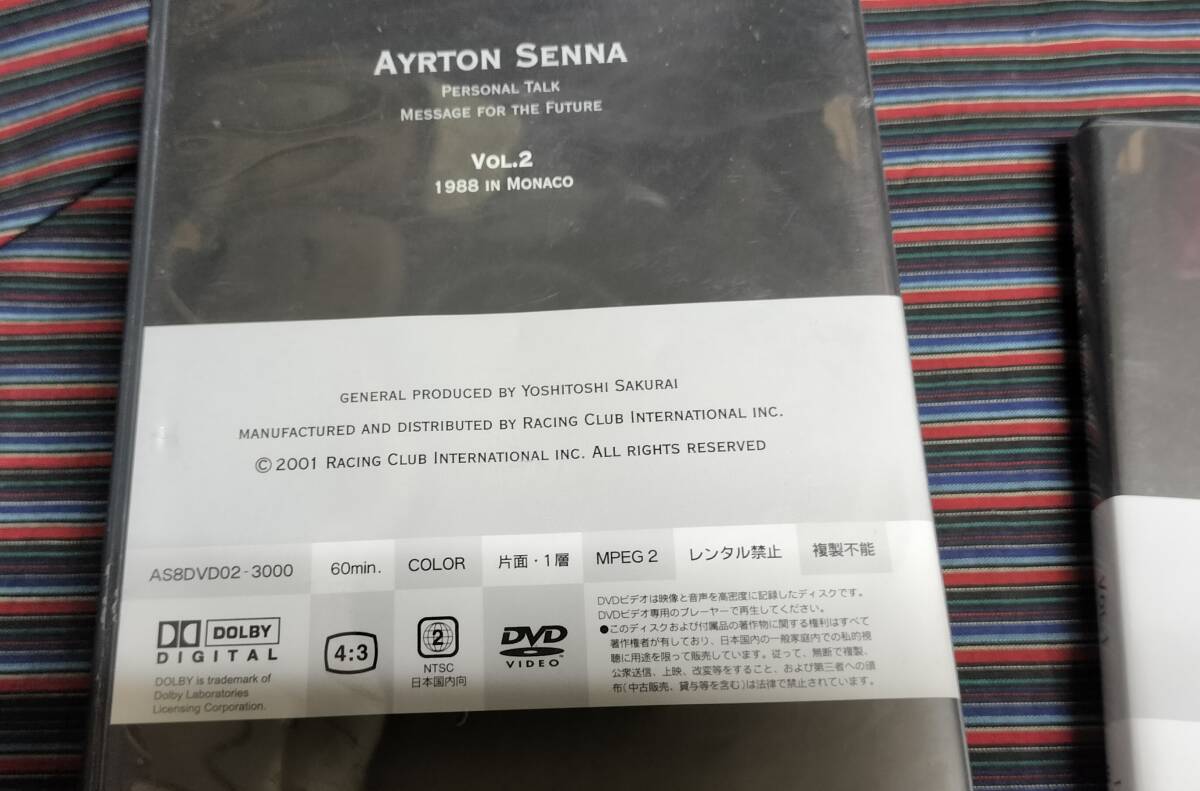 AYRTON SENNA
PERSONAL TALK
MESSAGE FOR THE FUTURE
VOL.2
1988 IN MONACO
GENERAL PRODUCED BY YOSHITOSHI SAKURAI
MANUFACTURED AND DISTRIBUTED BY RACING CLUB INTERNATIONAL INC.
©2001 RACING CLUB INTERNATIONAL INC. ALL RIGHTS RESERVED
AS8DVD02-3000 60min. COLOR 片面・1層 MPEG 2 レンタル禁止 複製不能
DOLBY
DIGITAL
DOLBY is trademark of
Dolby Laboratories
Licensing Corporation.
4:3
2
NTSC
日本国内向
DVD
VIDEO
DVDビデオは映像と音声を高密度に記録したディスクです。
DVDビデオ専用のプレーヤーで再生してください。
●このディスクおよび付属品の著作物に関する権利はすべて
著作権者が有しており、日本国内の一般家庭内での私的視
聴に用途を限って販売しています。従って、無断で複製、
公衆送信、上映、改変等をすること、および第三者への頒
布(中古販売、貸与等を含む)は法律で禁止されています。